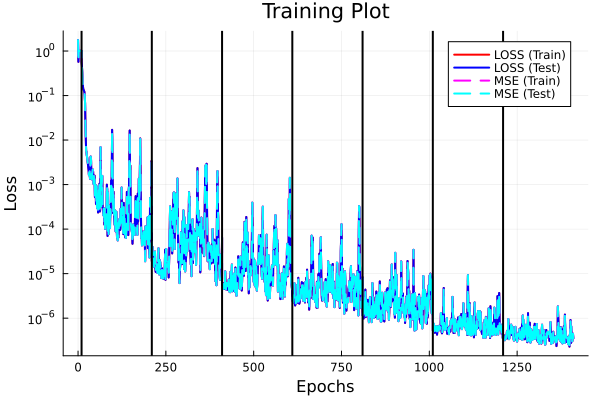 Training Plot
LOSS (Train)
LOSS (Test)
MSE (Train)
MSE (Test)
10⁰
10⁻¹
10⁻²
10⁻³
10⁻⁴
10⁻⁵
10⁻⁶
Loss
0 250 500 750 1000 1250
Epochs